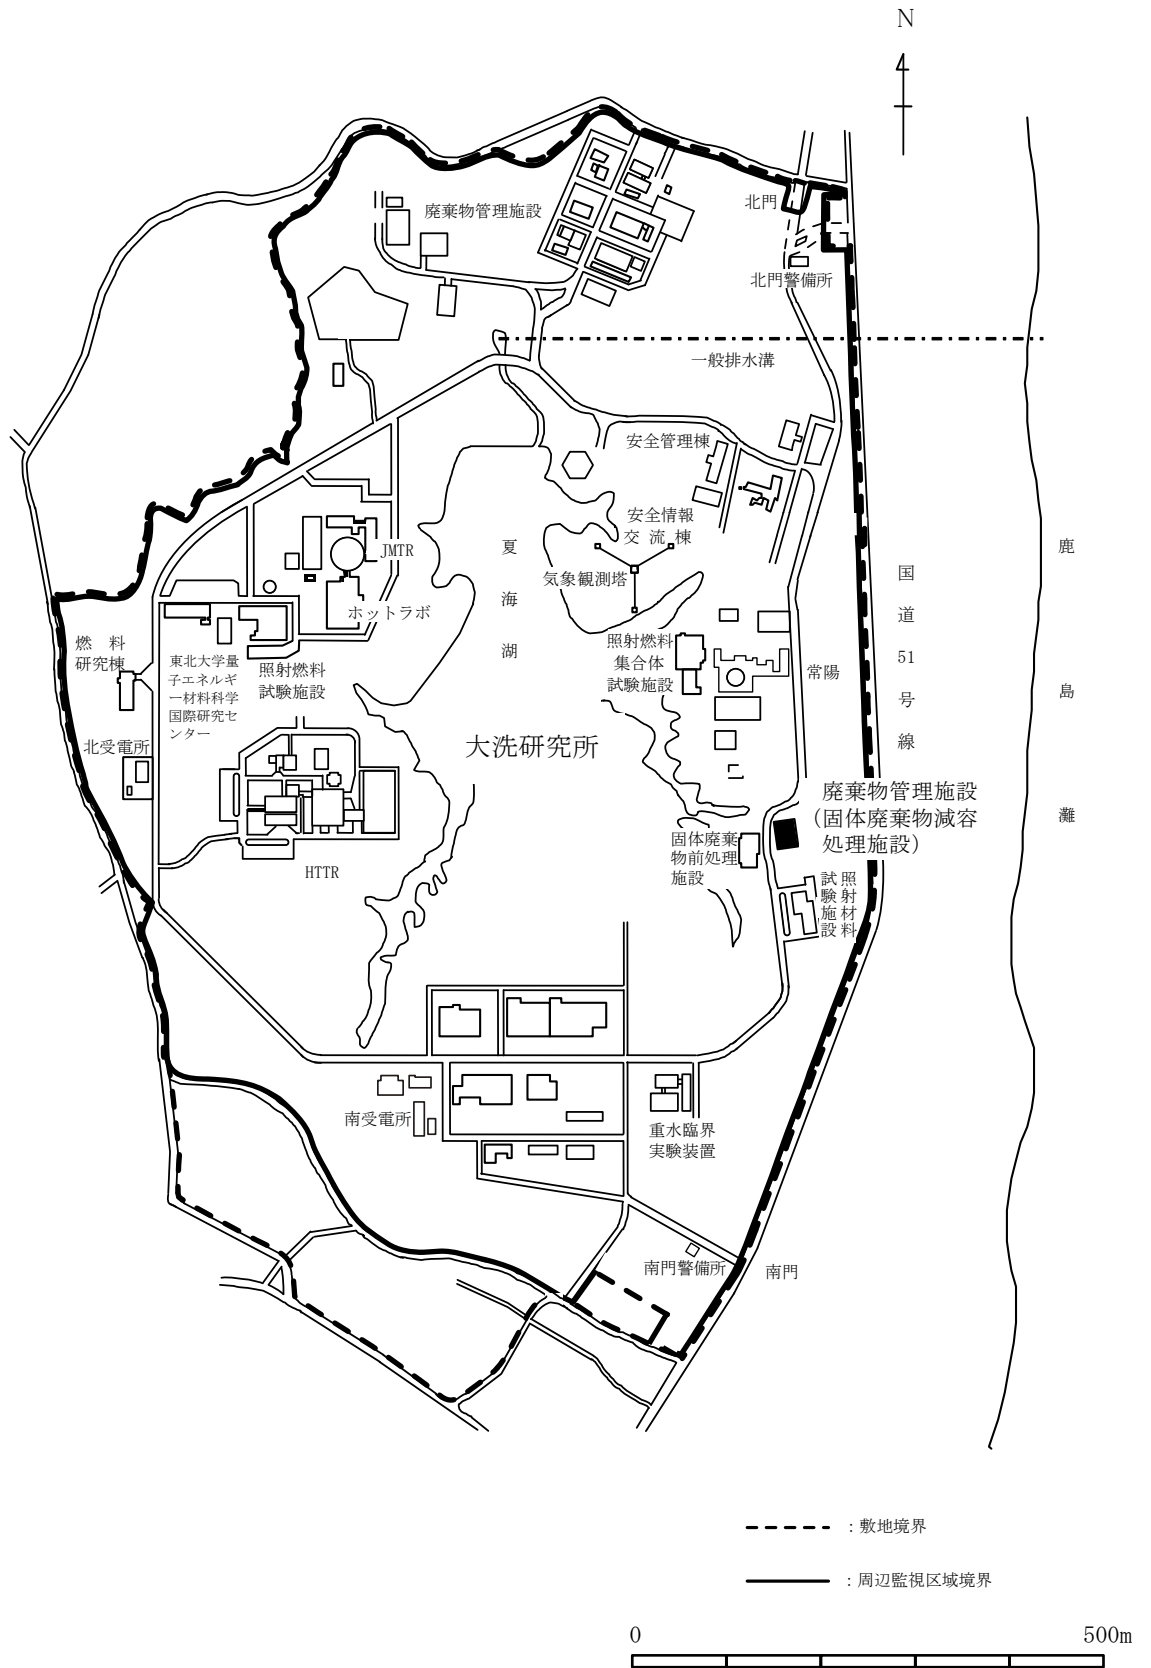 N
北門
廃棄物管理施設
北門警備所
一般排水溝
安全管理棟
安全情報
交 流 棟
JMTR
夏海湖
気象観測塔
鹿島灘
国道51号線
ホットラボ
燃 料
研究棟
東北大学量
子エネルギ
ー材料科学
国際研究セ
ンター
照射燃料
試験施設
照射燃料
集合体
試験施設
常陽
北受電所
大洗研究所
廃棄物管理施設
(固体廃棄物減容
処理施設)
固体廃棄
物前処理
施設
HTTR
照射材料
試験施設
南受電所
重水臨界
実験装置
南門警備所
南門
:敷地境界
:周辺監視区域境界
0 500m